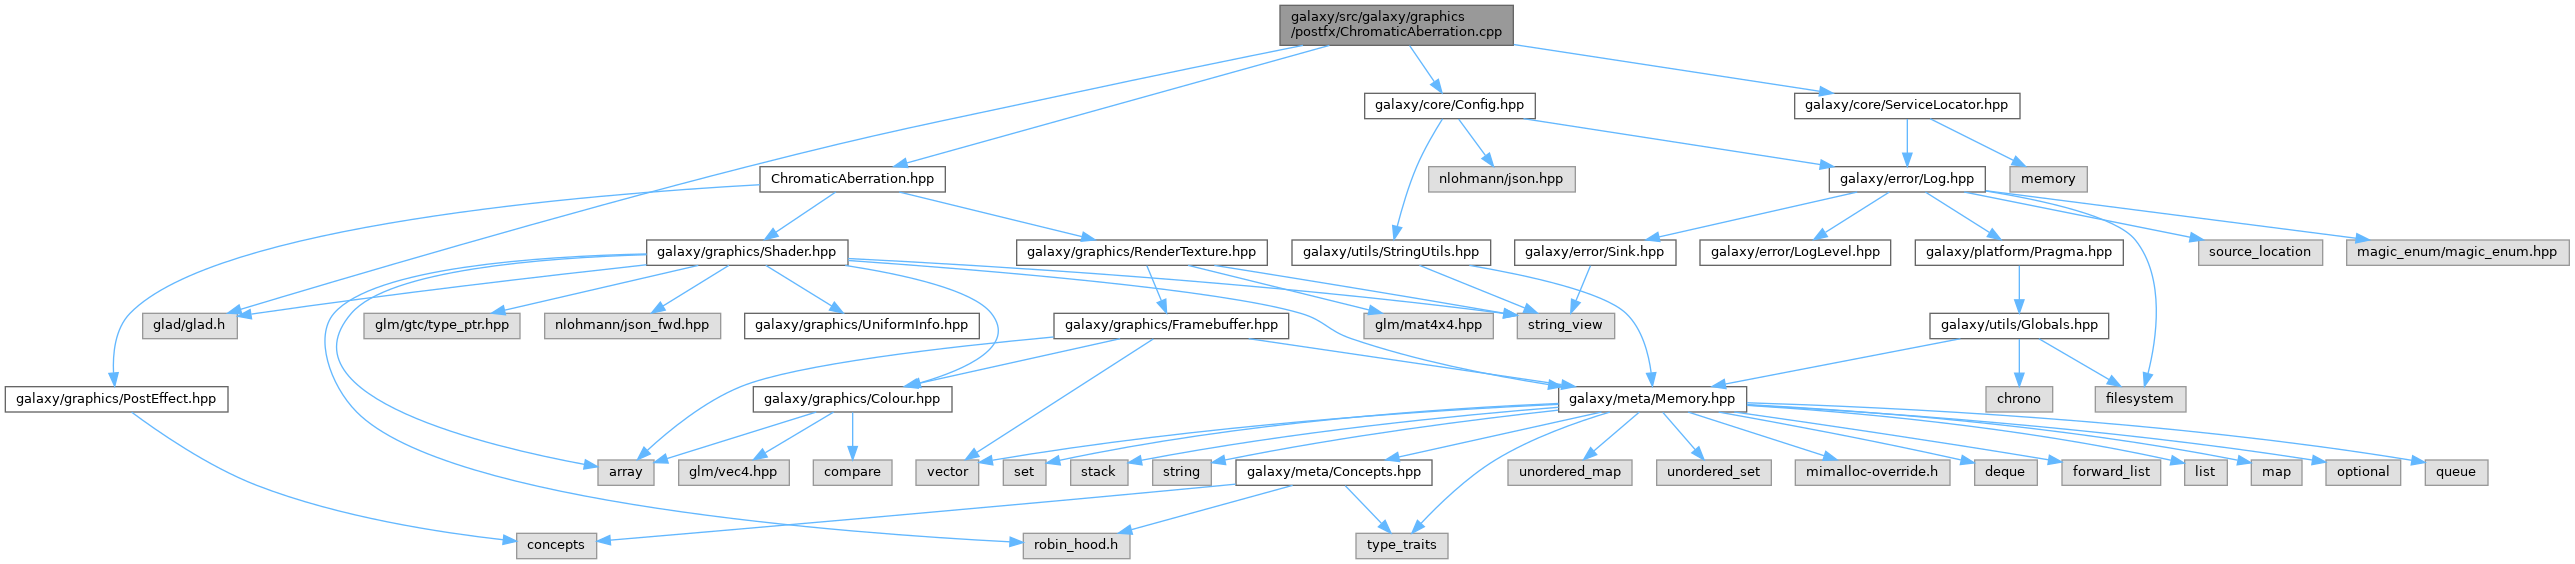 galaxy/src/galaxy/graphics
/postfx/ChromaticAberration.cpp
galaxy/core/Config.hpp
galaxy/core/ServiceLocator.hpp
ChromaticAberration.hpp
nlohmann/json.hpp
galaxy/error/Log.hpp
memory
galaxy/graphics/Shader.hpp
galaxy/graphics/RenderTexture.hpp
galaxy/utils/StringUtils.hpp
galaxy/error/Sink.hpp
galaxy/error/LogLevel.hpp
galaxy/platform/Pragma.hpp
source_location
magic_enum/magic_enum.hpp
glad/glad.h
glm/gtc/type_ptr.hpp
nlohmann/json_fwd.hpp
galaxy/graphics/UniformInfo.hpp
galaxy/graphics/Framebuffer.hpp
glm/mat4x4.hpp
string_view
galaxy/utils/Globals.hpp
galaxy/graphics/PostEffect.hpp
galaxy/graphics/Colour.hpp
galaxy/meta/Memory.hpp
chrono
filesystem
array
glm/vec4.hpp
compare
vector
set
stack
string
galaxy/meta/Concepts.hpp
unordered_map
unordered_set
mimalloc-override.h
deque
forward_list
list
map
optional
queue
concepts
robin_hood.h
type_traits